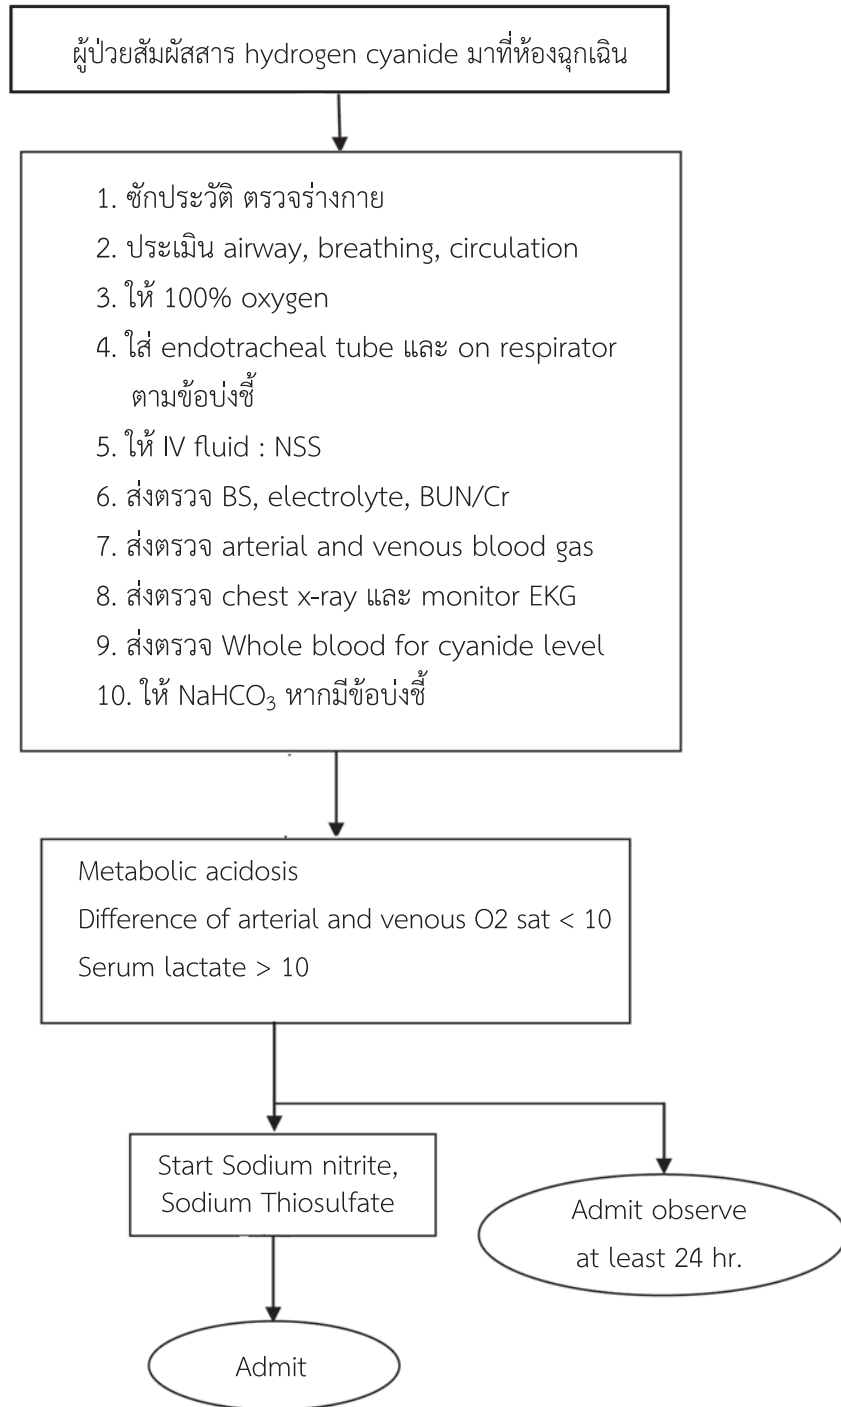 ผู้ป่วยสัมผัสสาร hydrogen cyanide มาที่ห้องฉุกเฉิน
1. ซักประวัติ ตรวจร่างกาย
2. ประเมิน airway, breathing, circulation
3. ให้ 100% oxygen
4. ใส่ endotracheal tube และ on respirator
ตามข้อบ่งชี้
5. ให้ IV fluid : NSS
6. ส่งตรวจ BS, electrolyte, BUN/Cr
7. ส่งตรวจ arterial and venous blood gas
8. ส่งตรวจ chest x-ray และ monitor EKG
9. ส่งตรวจ Whole blood for cyanide level
10. ให้ NaHCO₃ หากมีข้อบ่งชี้
Metabolic acidosis
Difference of arterial and venous O2 sat < 10
Serum lactate > 10
Start Sodium nitrite,
Sodium Thiosulfate
Admit observe
at least 24 hr.
Admit